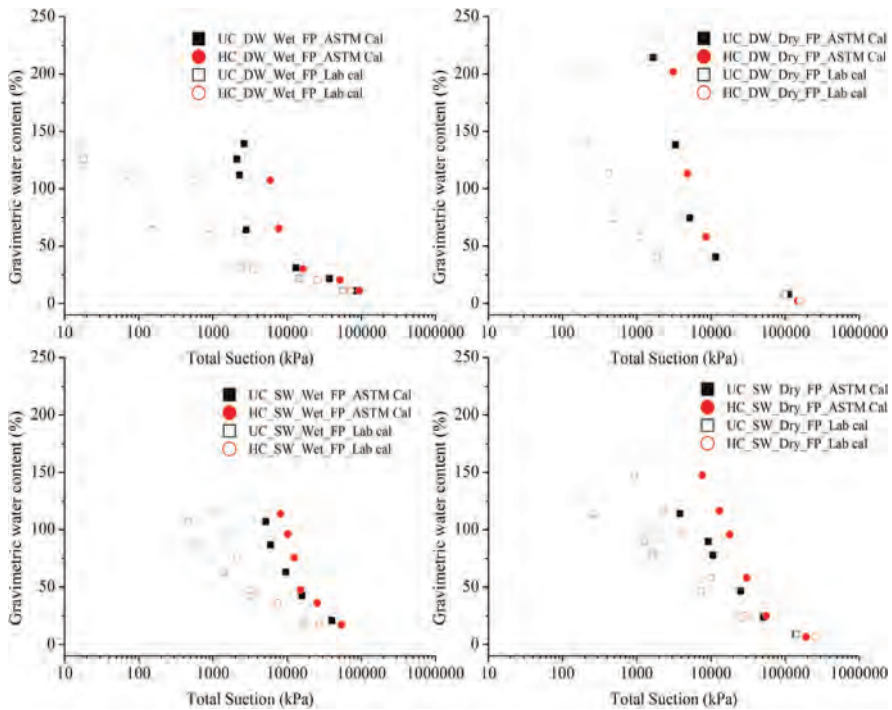 UC_DW_Wet_FP_ASTM Cal
HC_DW_Wet_FP_ASTM Cal
UC_DW_Wet_FP_Lab cal
HC_DW_Wet_FP_Lab cal
Gravimetric water content (%)
250
200
150
100
50
0
10
100
1000
10000
100000
1000000
Total Suction (kPa)
UC_DW_Dry_FP_ASTM Cal
HC_DW_Dry_FP_ASTM Cal
UC_DW_Dry_FP_Lab cal
HC_DW_Dry_FP_Lab cal
Gravimetric water content (%)
250
200
150
100
50
0
10
100
1000
10000
100000
1000000
Total Suction (kPa)
UC_SW_Wet_FP_ASTM Cal
HC_SW_Wet_FP_ASTM Cal
UC_SW_Wet_FP_Lab cal
HC_SW_Wet_FP_Lab cal
Gravimetric water content (%)
250
200
150
100
50
0
10
100
1000
10000
100000
1000000
Total Suction (kPa)
UC_SW_Dry_FP_ASTM Cal
HC_SW_Dry_FP_ASTM Cal
UC_SW_Dry_FP_Lab cal
HC_SW_Dry_FP_Lab cal
Gravimetric water content (%)
250
200
150
100
50
0
10
100
1000
10000
100000
1000000
Total Suction (kPa)